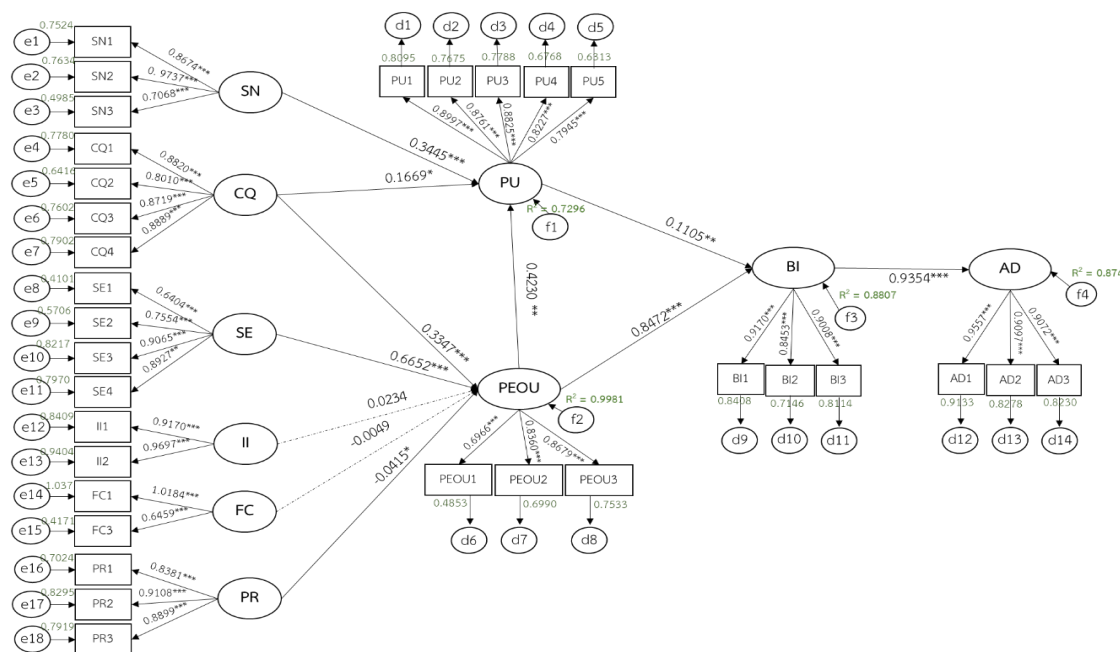 d1 d2 d3 d4 d5
0.8095 0.7675 0.7788 0.6768 0.6313
PU1 PU2 PU3 PU4 PU5
0.8997*** 0.8761*** 0.8825*** 0.8227*** 0.7945***
e1 0.7524 SN1 0.8674***
e2 0.7634 SN2 0.9737***
e3 0.4985 SN3 0.7068***
SN
0.3445***
e4 0.7780 CQ1 0.8820***
e5 0.6416 CQ2 0.8010***
e6 0.7602 CQ3 0.8719***
e7 0.7902 CQ4 0.8889***
CQ
0.1669*
PU
R² = 0.7296
f1
0.1105**
0.4230 **
0.3347***
e8 0.4101 SE1 0.6404***
e9 0.5706 SE2 0.7554***
e10 0.8217 SE3 0.9065***
e11 0.7970 SE4 0.8927**
SE
0.6652***
0.8472***
BI
R² = 0.8807
f3
0.9354***
AD
R² = 0.874
f4
0.9170*** 0.8453*** 0.9008***
BI1 BI2 BI3
0.8408 0.7146 0.8114
d9 d10 d11
0.9557*** 0.9097*** 0.9072***
AD1 AD2 AD3
0.9133 0.8278 0.8230
d12 d13 d14
e12 0.8409 II1 0.9170***
e13 0.9404 II2 0.9697***
II
0.0234
PEOU
R² = 0.9981
f2
e14 1.037 FC1 1.0184***
e15 0.4171 FC3 0.6459***
FC
-0.0049
-0.0415*
0.6966*** 0.8360*** 0.8679***
PEOU1 PEOU2 PEOU3
0.4853 0.6990 0.7533
d6 d7 d8
e16 0.7024 PR1 0.8381***
e17 0.8295 PR2 0.9108***
e18 0.7919 PR3 0.8899***
PR